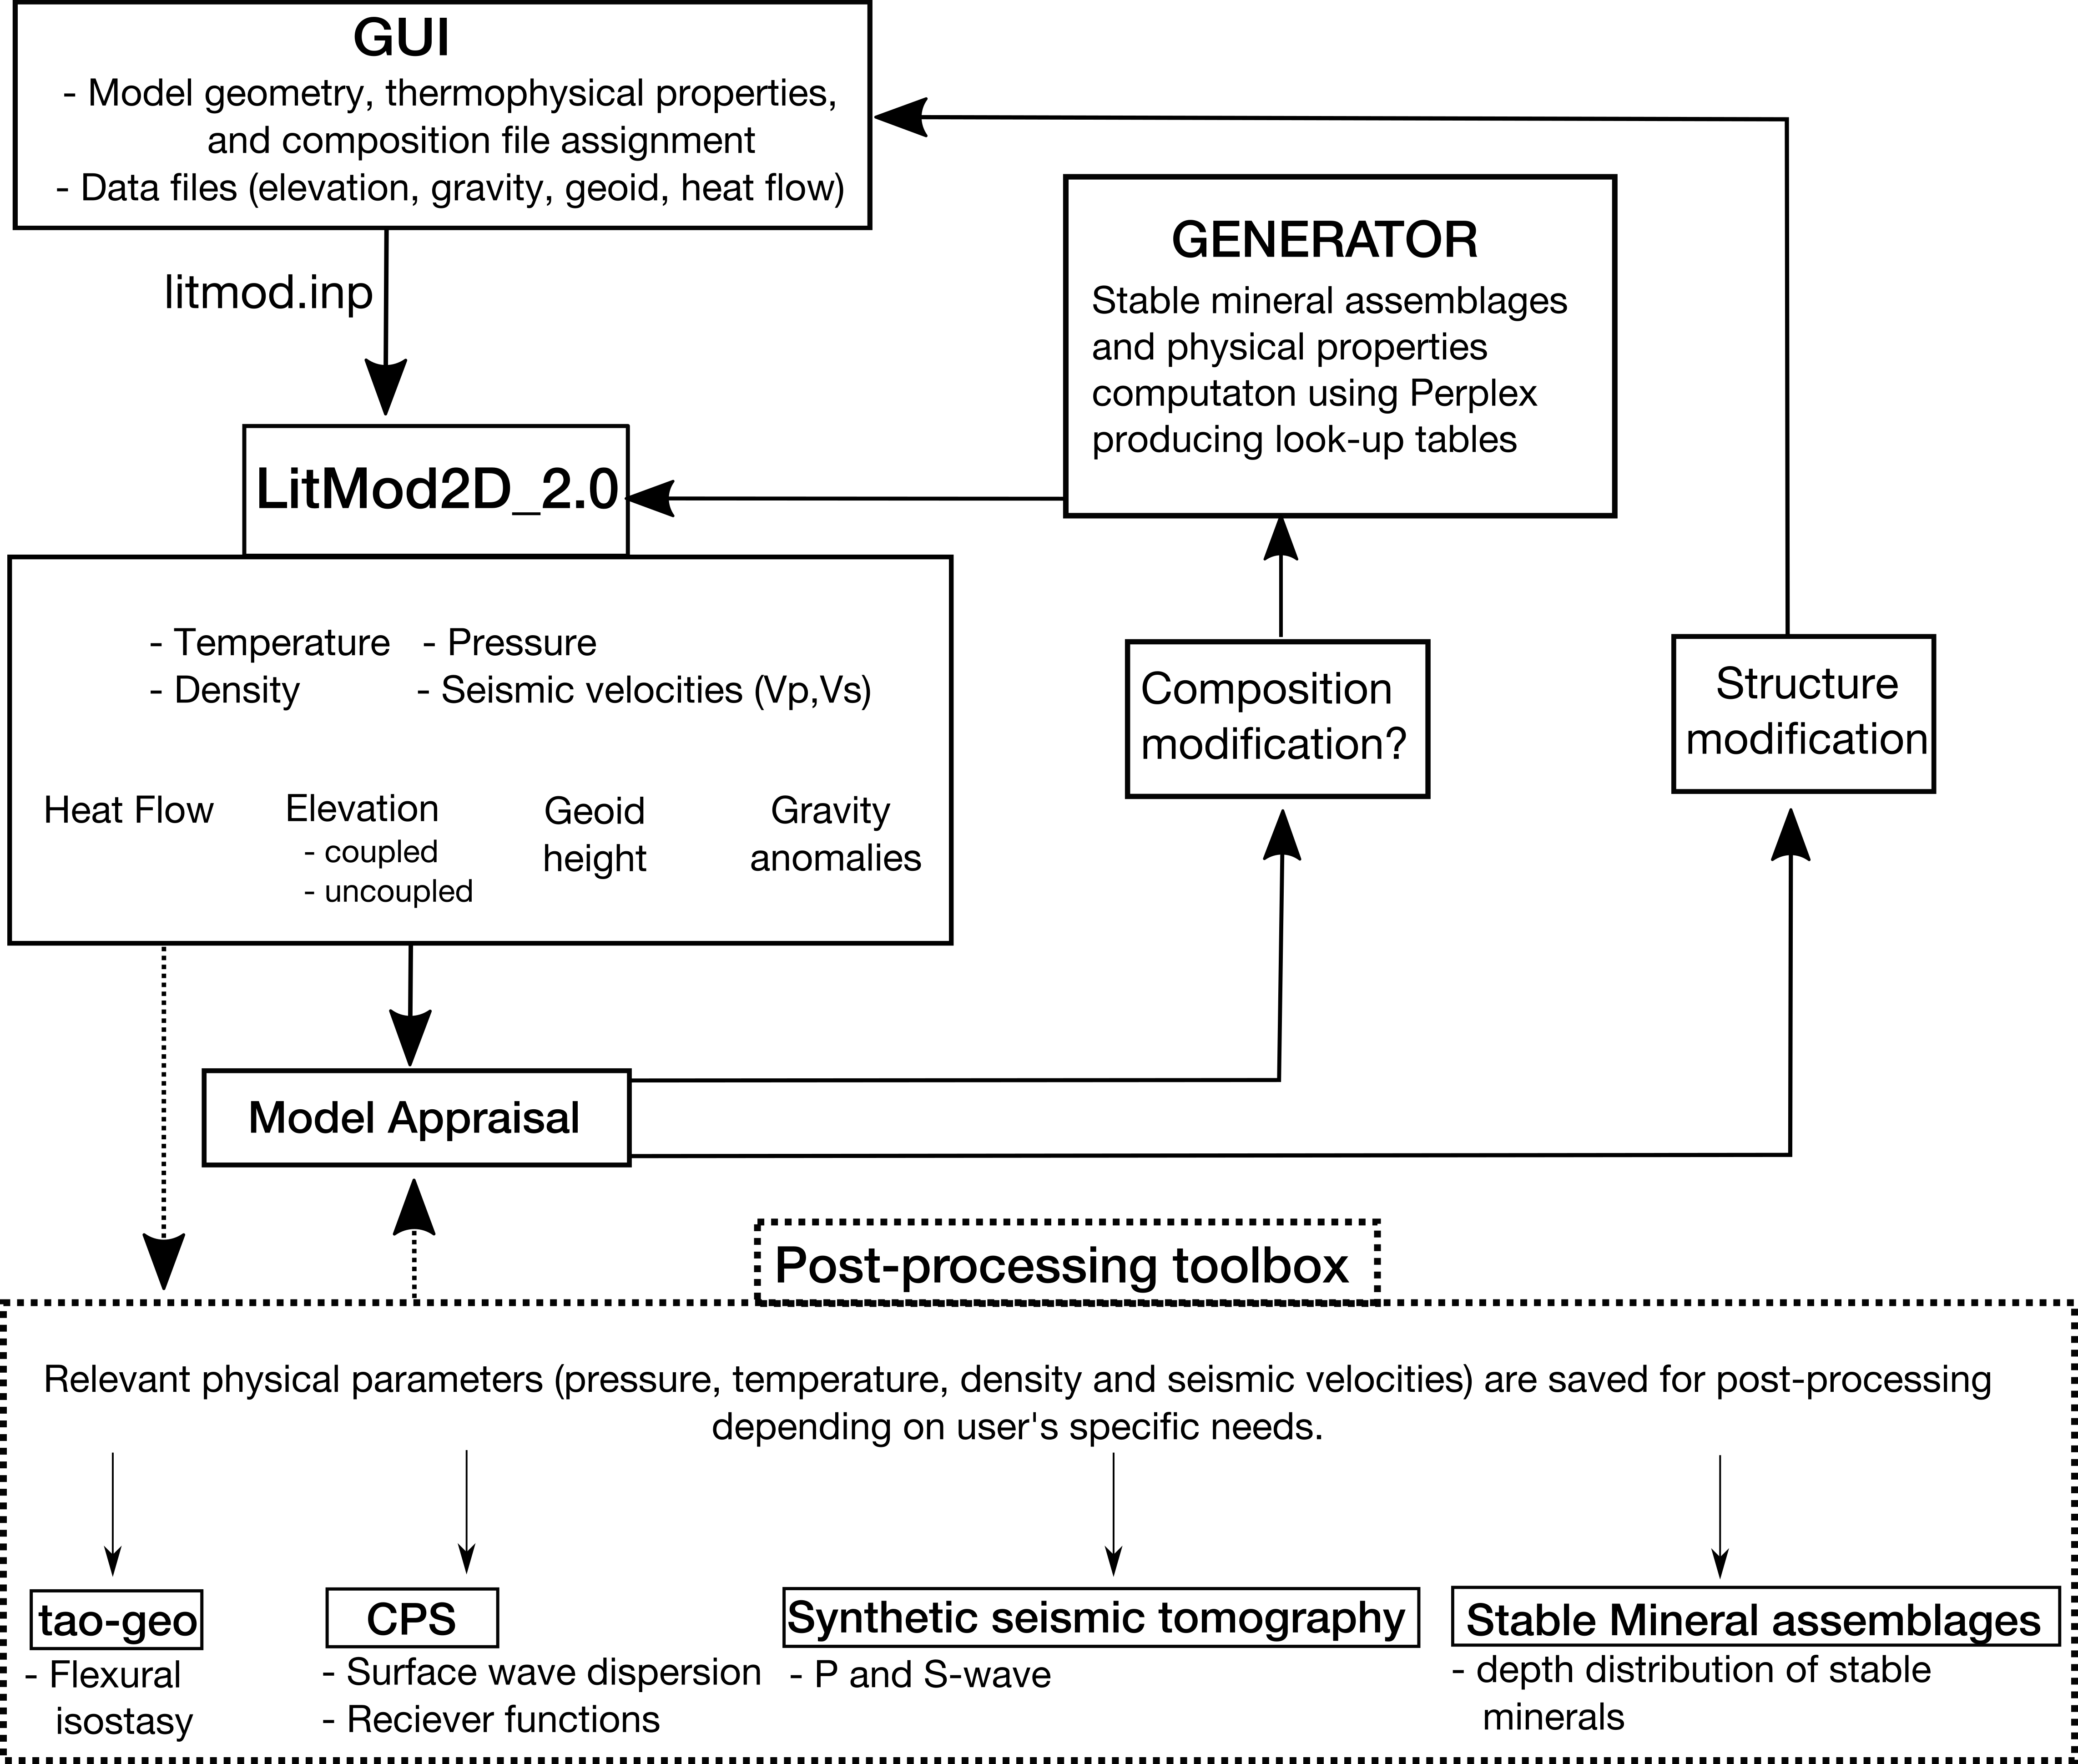 GUI
- Model geometry, thermophysical properties,
and composition file assignment
- Data files (elevation, gravity, geoid, heat flow)
litmod.inp
GENERATOR
Stable mineral assemblages
and physical properties
computaton using Perplex
producing look-up tables
LitMod2D_2.0
- Temperature - Pressure
- Density - Seismic velocities (Vp,Vs)
Heat Flow
Elevation
- coupled
- uncoupled
Geoid
height
Gravity
anomalies
Composition
modification?
Structure
modification
Model Appraisal
Post-processing toolbox
Relevant physical parameters (pressure, temperature, density and seismic velocities) are saved for post-processing
depending on user's specific needs.
tao-geo
- Flexural
isostasy
CPS
- Surface wave dispersion
- Reciever functions
Synthetic seismic tomography
- P and S-wave
Stable Mineral assemblages
- depth distribution of stable
minerals